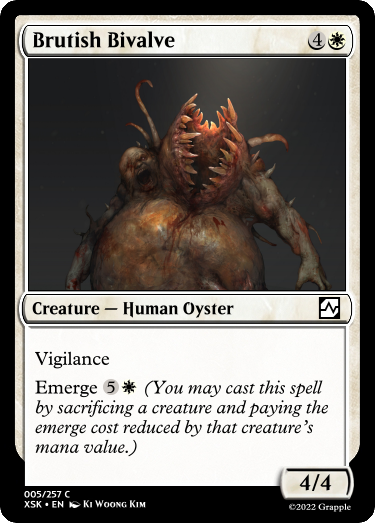 Brutish Bivalve 4
Creature — Human Oyster
Vigilance
Emerge 5 (You may cast this spell
by sacrificing a creature and paying the
emerge cost reduced by that creature's
mana value.)
4/4
005/257 C
XSK • EN Ki Woong Kim
©2022 Grapple